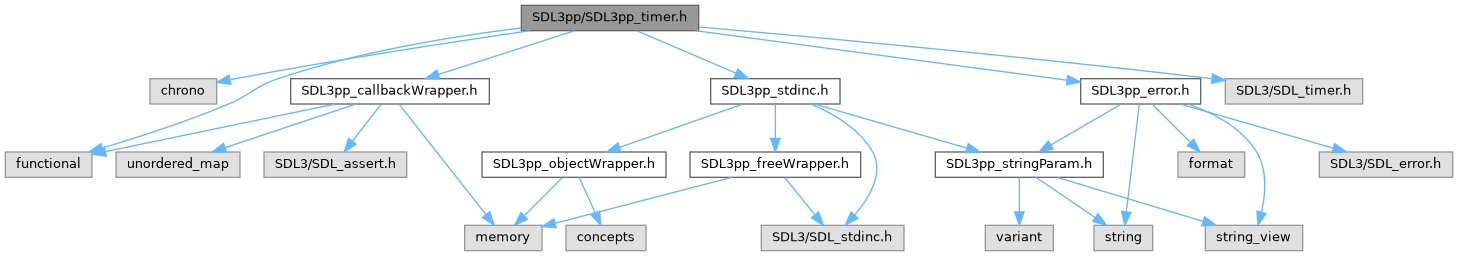 SDL3pp/SDL3pp_timer.h
chrono
SDL3pp_callbackWrapper.h
SDL3pp_stdinc.h
SDL3pp_error.h
SDL3/SDL_timer.h
functional
unordered_map
SDL3/SDL_assert.h
SDL3pp_objectWrapper.h
SDL3pp_freeWrapper.h
SDL3pp_stringParam.h
format
SDL3/SDL_error.h
memory
concepts
SDL3/SDL_stdinc.h
variant
string
string_view